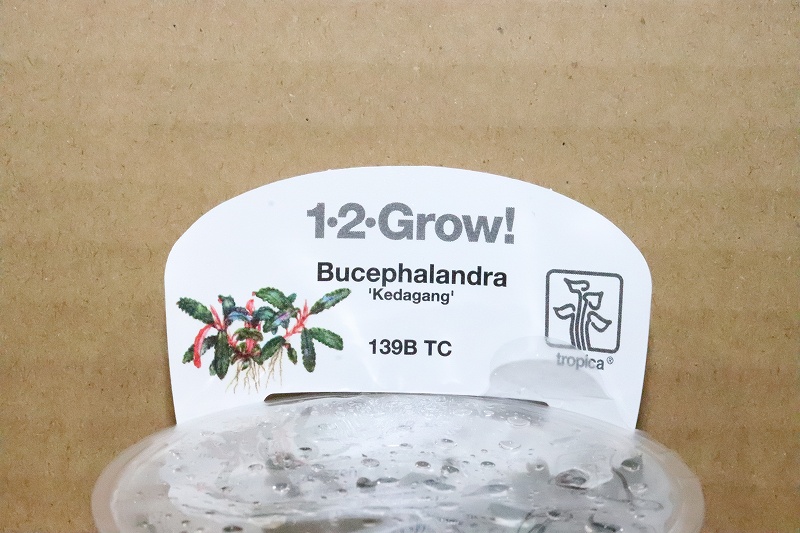 1·2·Grow!
Bucephalandra
'Kedagang'
139B TC
tropica®